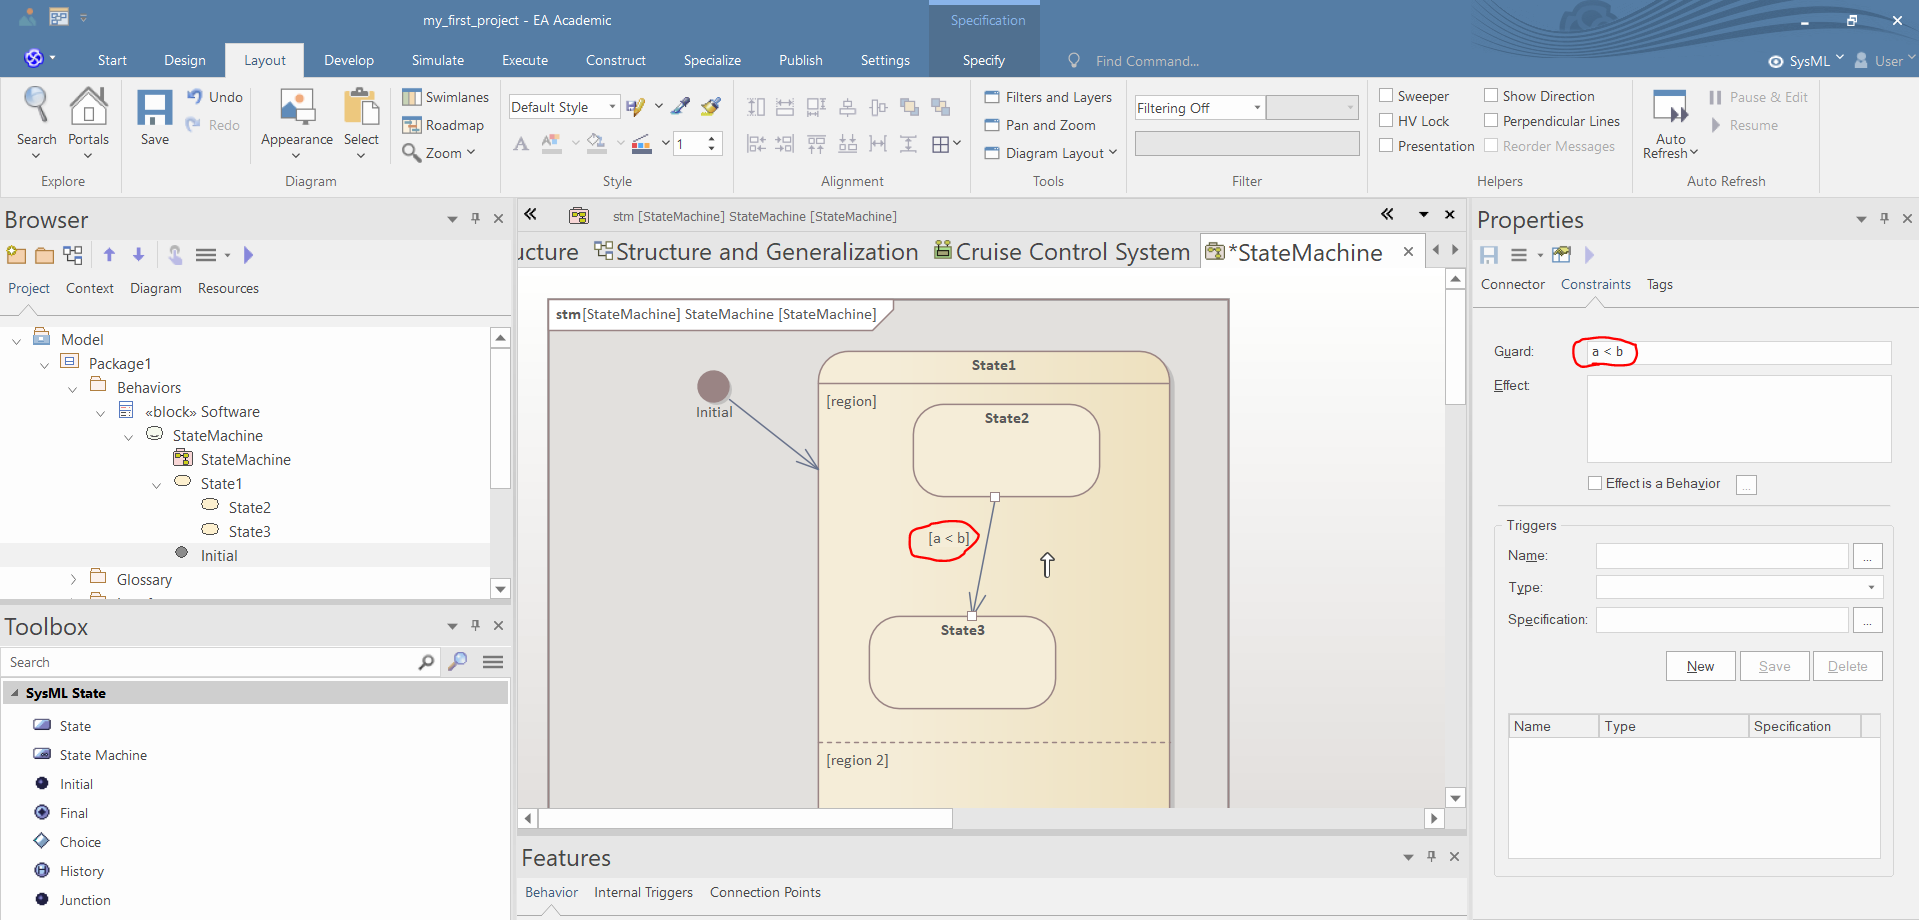 my_first_project - EA Academic
Specification
Start Design Layout Develop Simulate Execute Construct Specialize Publish Settings Specify Find Command... SysML User
Search Portals
Explore
Save
Undo
Redo
Appearance Select
Swimlanes
Roadmap
Zoom
Diagram
Default Style
1
Style
Alignment
Filters and Layers
Pan and Zoom
Diagram Layout
Tools
Filtering Off
Filter
Sweeper Show Direction
HV Lock Perpendicular Lines
Presentation Reorder Messages
Helpers
Auto
Refresh
Pause & Edit
Resume
Auto Refresh
Browser
Project Context Diagram Resources
Model
Package1
Behaviors
«block» Software
StateMachine
StateMachine
State1
State2
State3
Initial
Glossary
Toolbox
Search
SysML State
State
State Machine
Initial
Final
Choice
History
Junction
stm [StateMachine] StateMachine [StateMachine]
ucture Structure and Generalization Cruise Control System *StateMachine
stm [StateMachine] StateMachine [StateMachine]
Initial
State1
[region]
State2
[a < b]
State3
[region 2]
Features
Behavior Internal Triggers Connection Points
Properties
Connector Constraints Tags
Guard: a < b
Effect:
Effect is a Behavior ...
Triggers
Name: ...
Type:
Specification: ...
New Save Delete
Name Type Specification